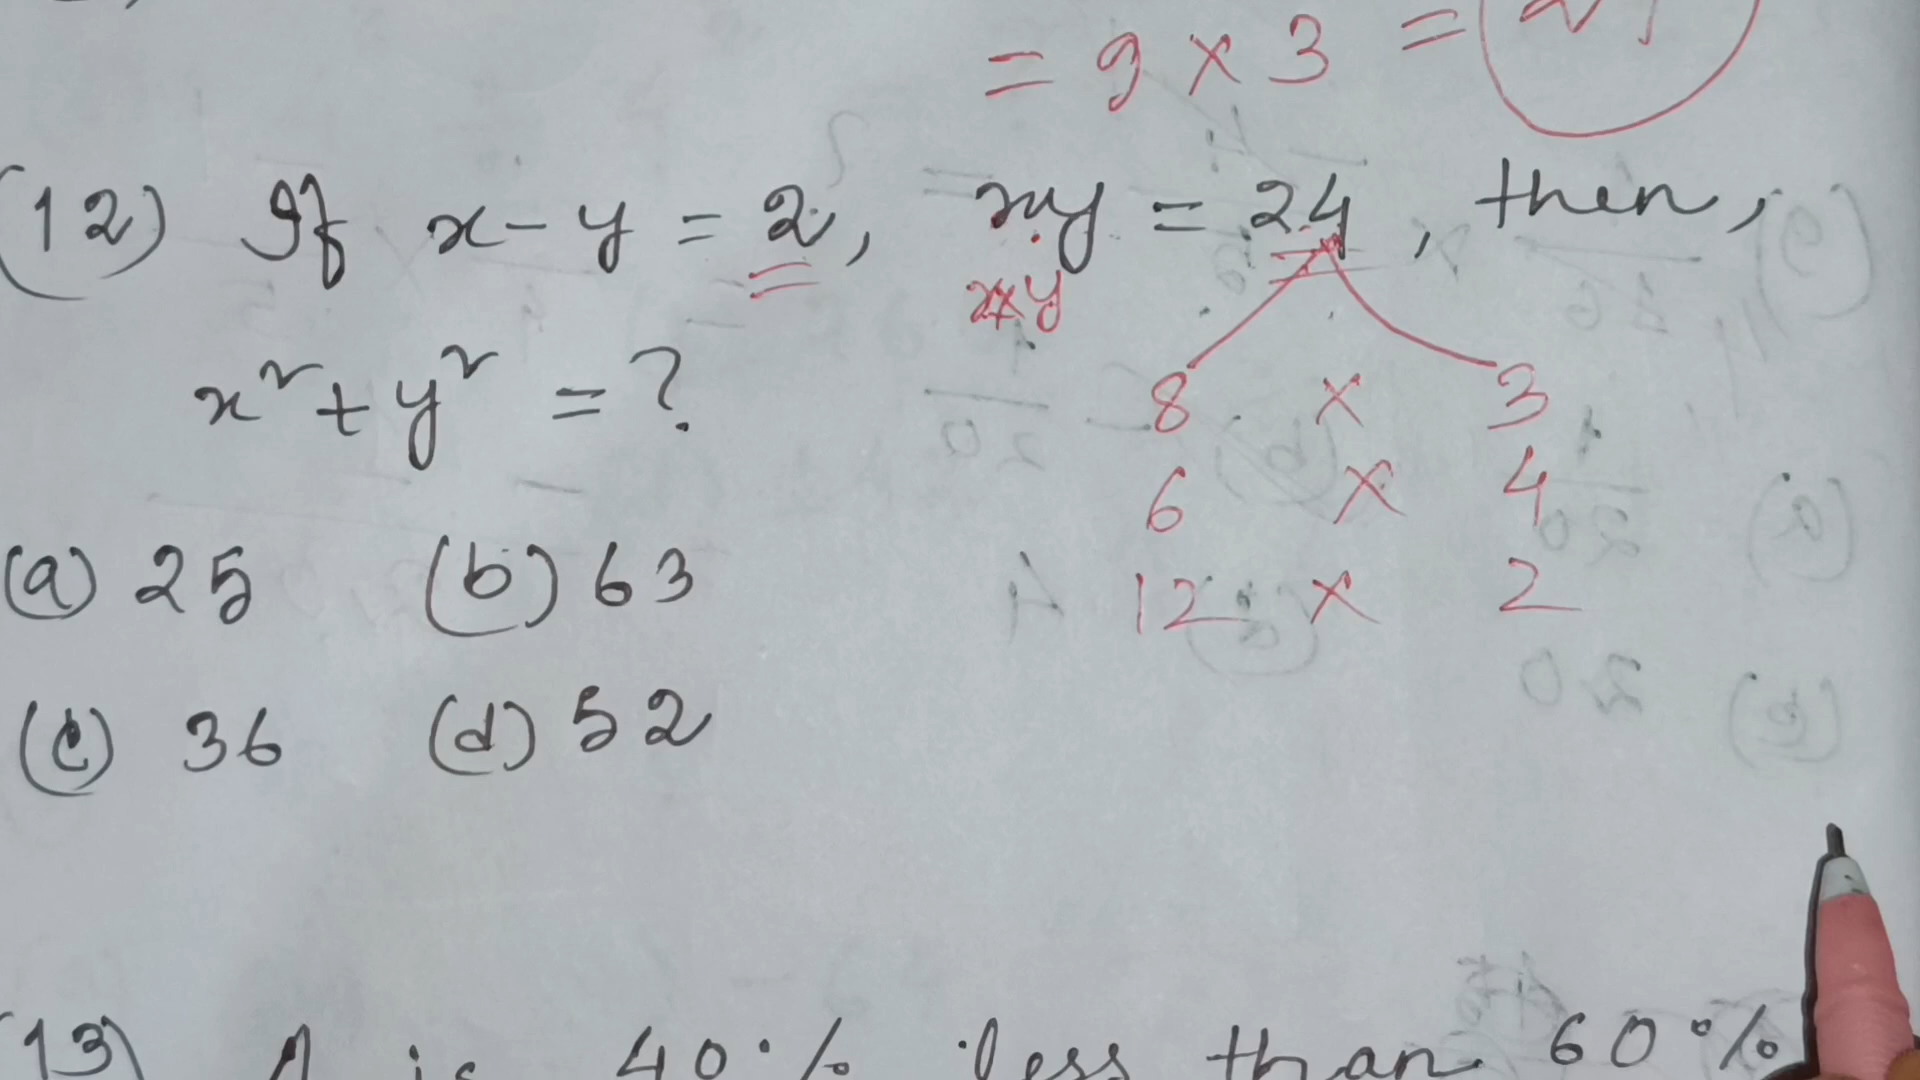 = 9 × 3 =
(12) If x - y = 2, xy = 24, then,
x×y
x² + y² = ?
8 × 3
6 × 4
12 × 2
(a) 25 (b) 63
(c) 36 (d) 52
(13) A is 40% less than 60%